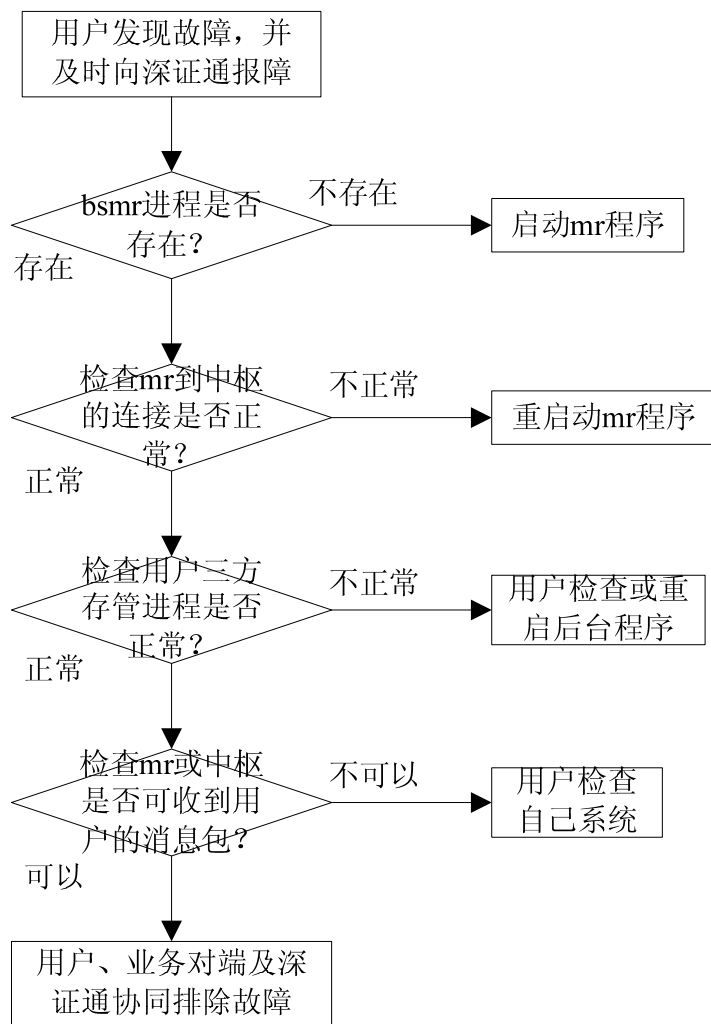 用户发现故障，并
及时向深证通报障
bsmr进程是否
存在？
不存在
启动mr程序
存在
检查mr到中枢
的连接是否正
常？
不正常
重启动mr程序
正常
检查用户三方
存管进程是否
正常？
不正常
用户检查或重
启后台程序
正常
检查mr或中枢
是否可收到用
户的消息包？
不可以
用户检查
自己系统
可以
用户、业务对端及深
证通协同排除故障